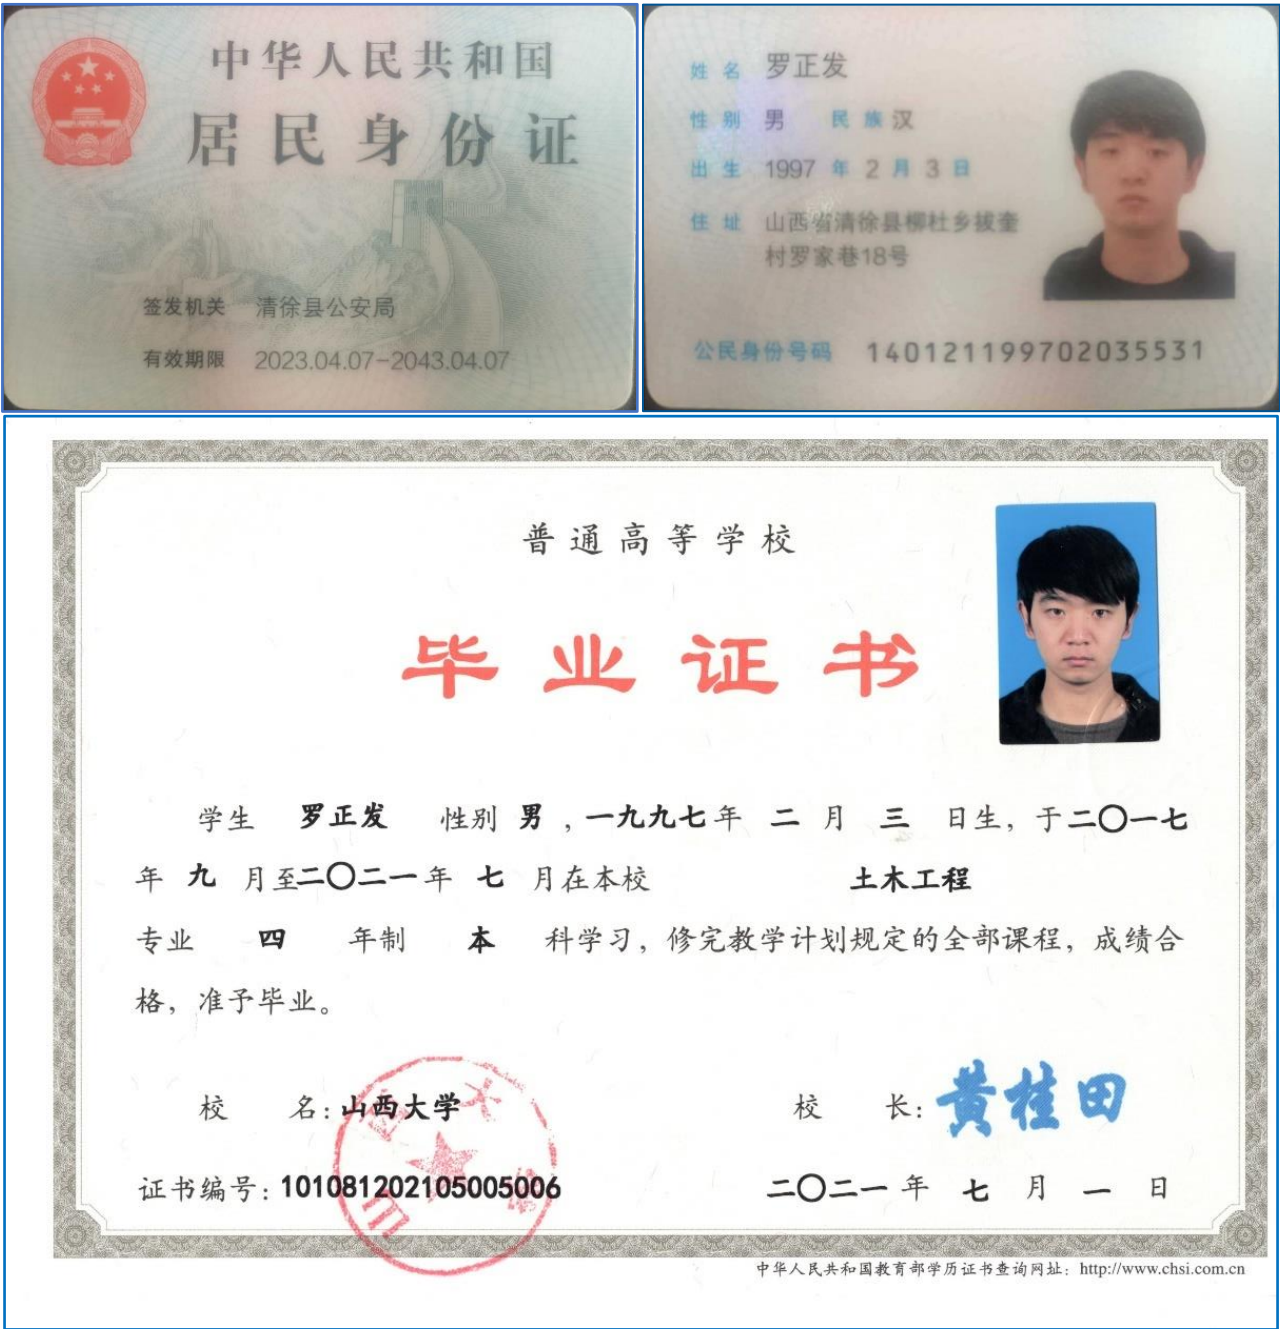 中华人民共和国
居民身份证
签发机关 清徐县公安局
有效期限 2023.04.07-2043.04.07
姓名 罗正发
性别 男 民族 汉
出生 1997 年 2 月 3 日
住址 山西省清徐县柳杜乡拔奎
村罗家巷18号
公民身份号码 140121199702035531
普通高等学校
毕业证书
学生 罗正发 性别 男，一九九七年 二 月 三 日生，于二〇一七
年 九 月至二〇二一年 七 月在本校 土木工程
专业 四 年制 本 科学习，修完教学计划规定的全部课程，成绩合
格，准予毕业。
校 名：山西大学
山西大学
校 长：黄桂田
证书编号：101081202105005006
二〇二一 年 七 月 一 日
中华人民共和国教育部学历证书查询网址：http://www.chsi.com.cn